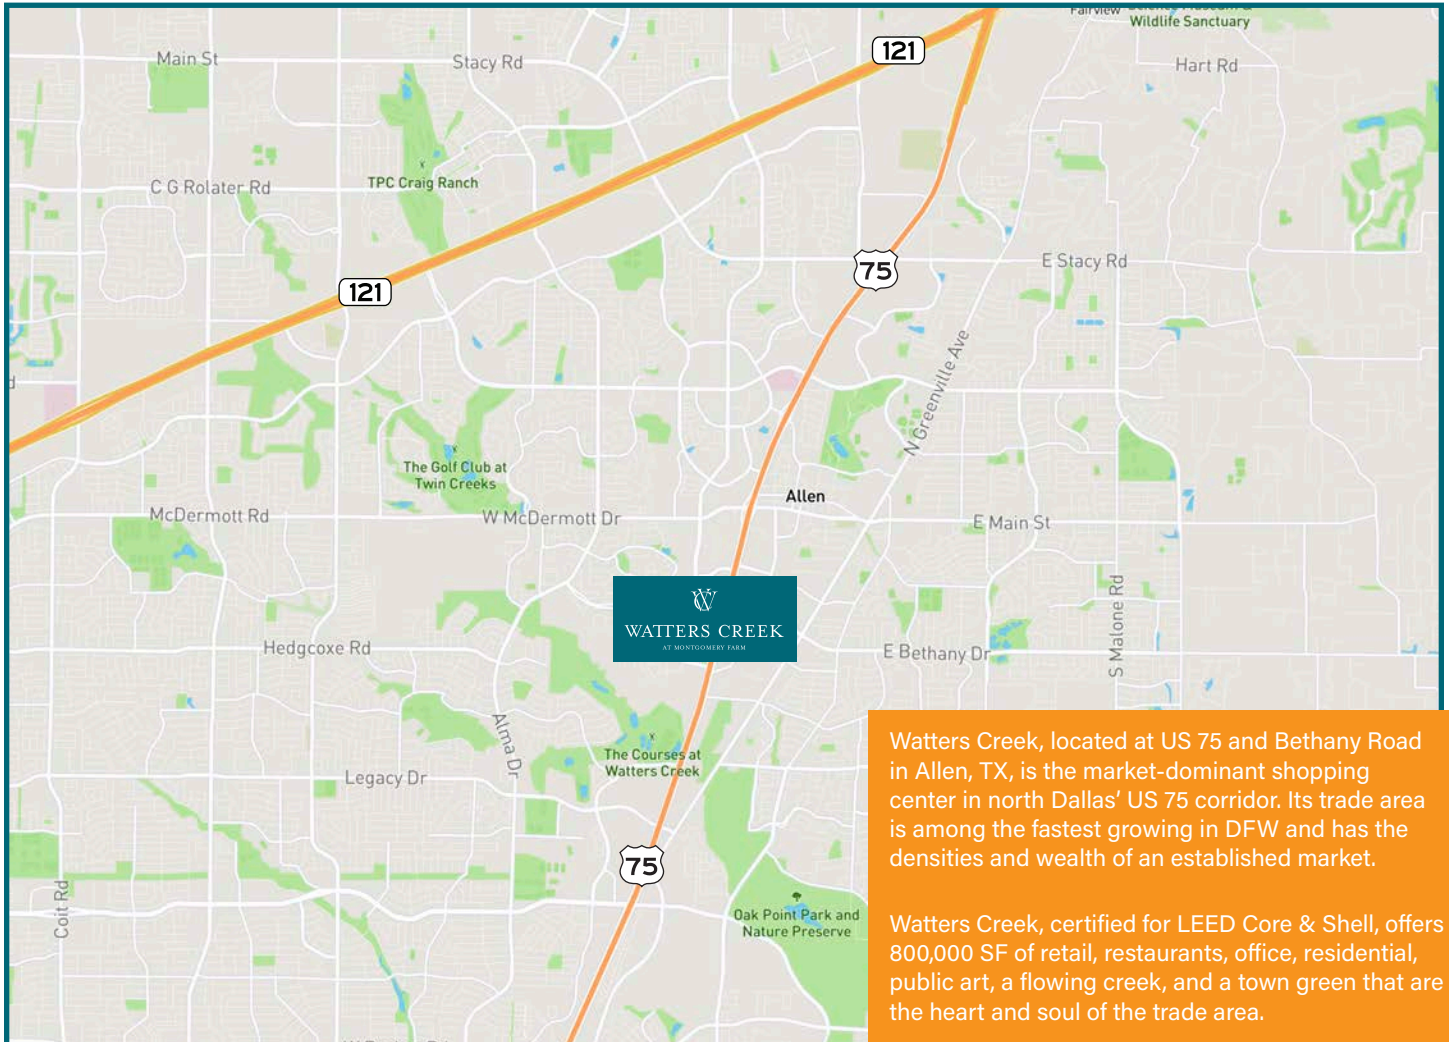 Fairview
Wildlife Sanctuary
121
Main St
Stacy Rd
Hart Rd
C G Rolater Rd
TPC Craig Ranch
E Stacy Rd
75
121
N Greenville Ave
The Golf Club at
Twin Creeks
Allen
McDermott Rd
W McDermott Dr
E Main St
WATTERS CREEK
AT MONTGOMERY FARM
S Malone Rd
Hedgcoxe Rd
E Bethany Dr
Alma Dr
The Courses at
Watters Creek
Legacy Dr
75
Coit Rd
Oak Point Park and
Nature Preserve
Watters Creek, located at US 75 and Bethany Road
in Allen, TX, is the market-dominant shopping
center in north Dallas’ US 75 corridor. Its trade area
is among the fastest growing in DFW and has the
densities and wealth of an established market.
Watters Creek, certified for LEED Core & Shell, offers
800,000 SF of retail, restaurants, office, residential,
public art, a flowing creek, and a town green that are
the heart and soul of the trade area.